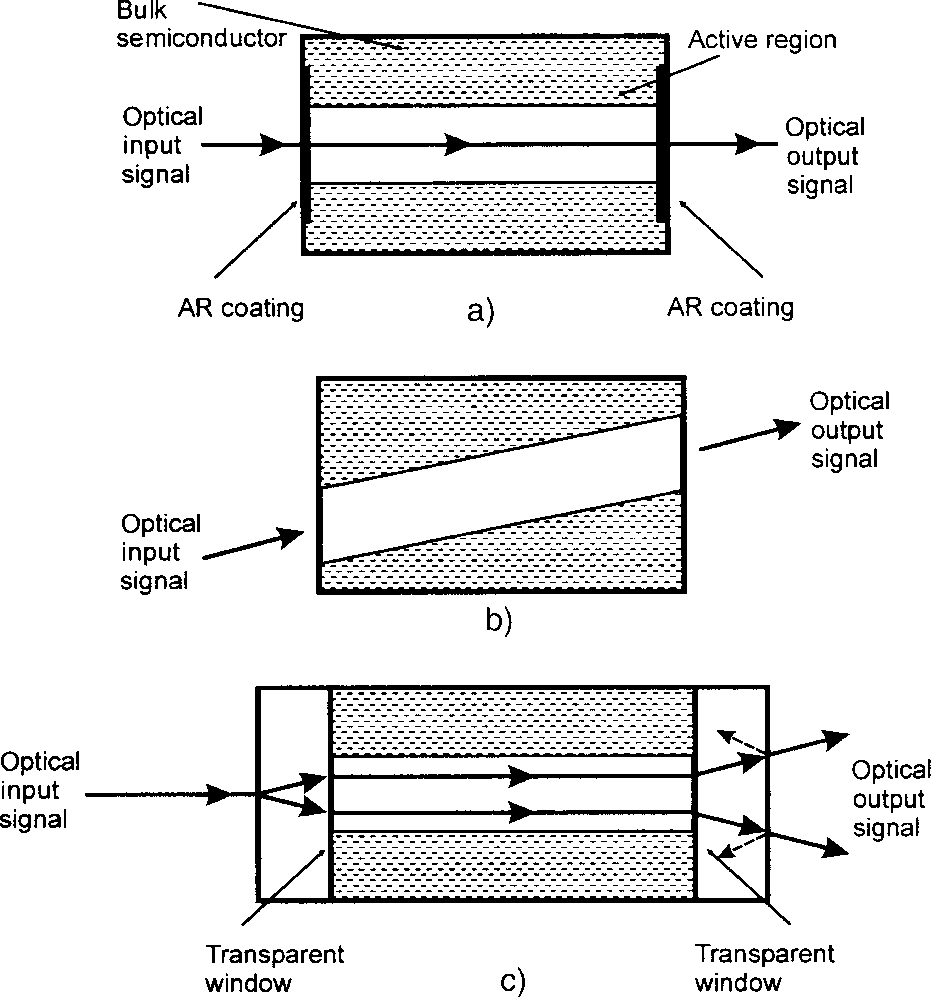 Bulk
semiconductor
Active region
Optical
input
signal
Optical
output
signal
AR coating
AR coating
a)
Optical
output
signal
Optical
input
signal
b)
Optical
input
signal
Optical
output
signal
Transparent
window
Transparent
window
c)